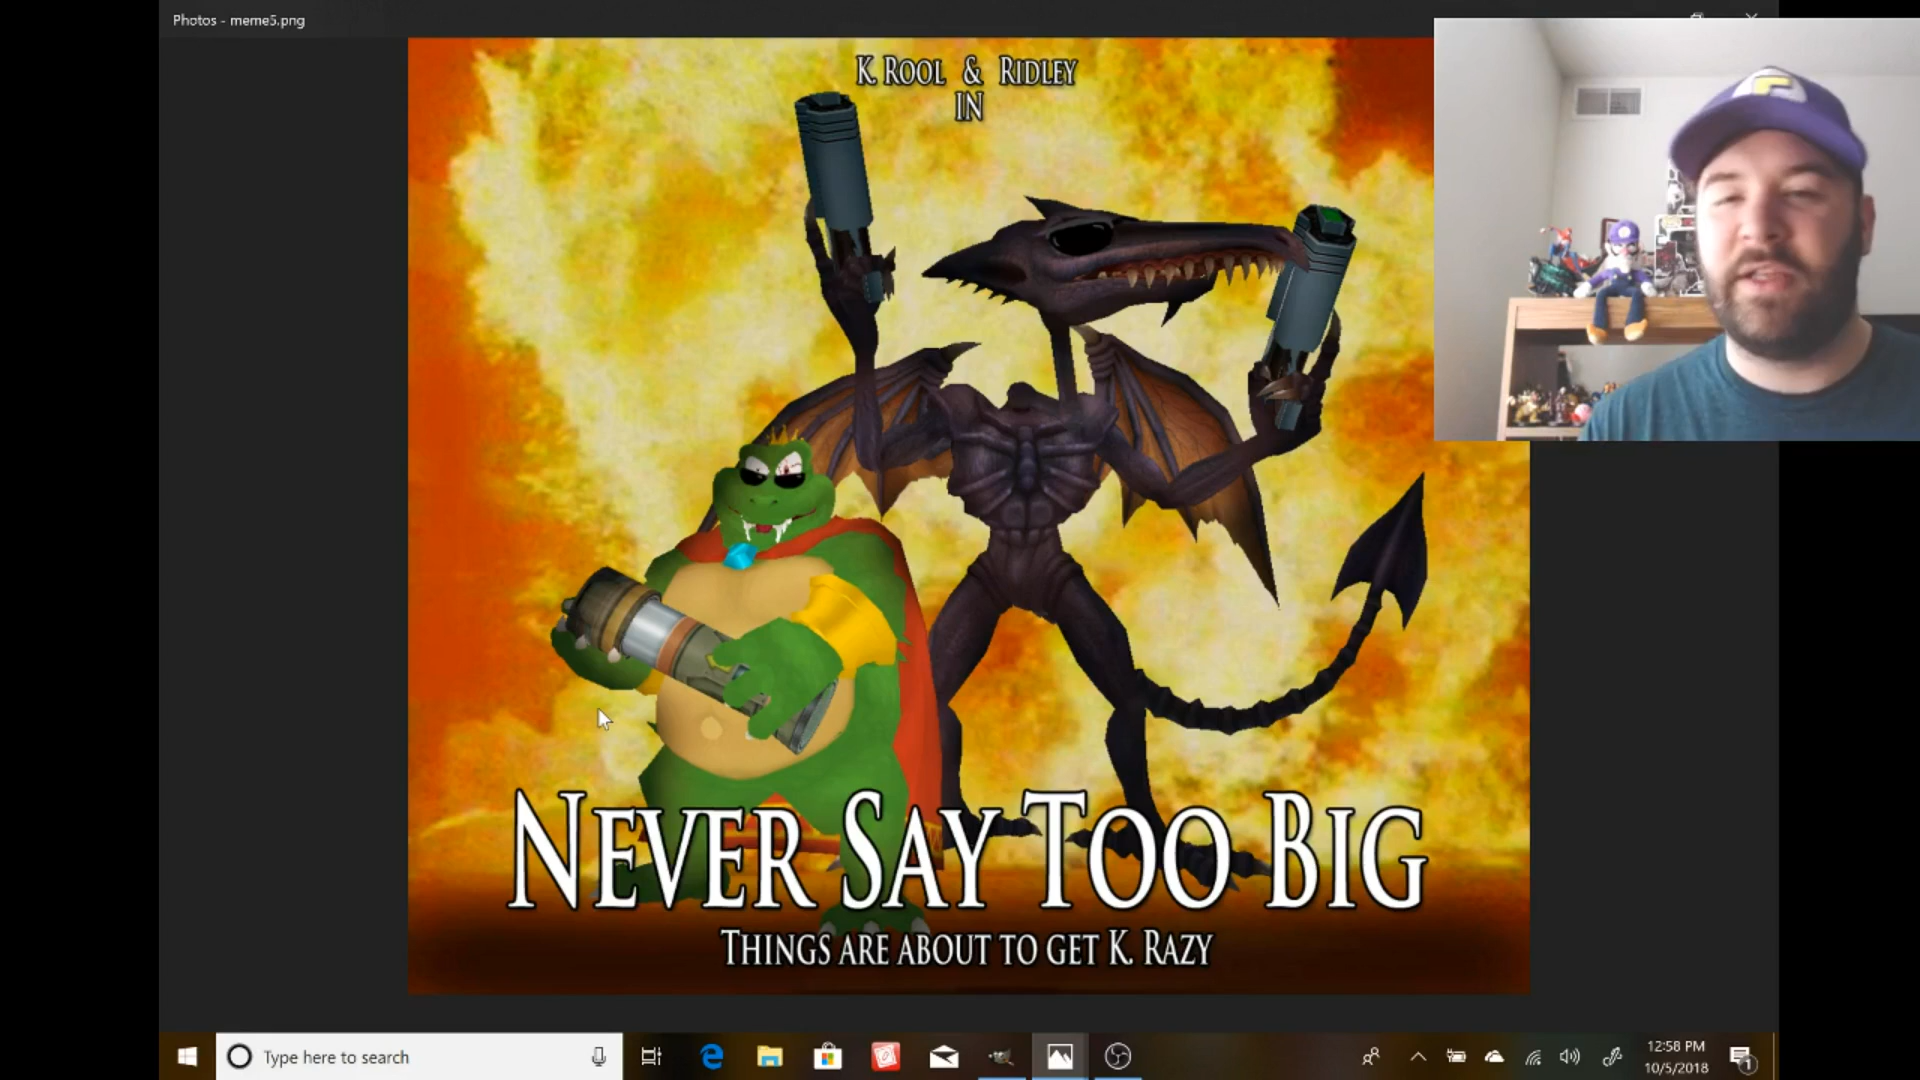 Photos - meme5.png
K. ROOL & RIDLEY
IN
NEVER SAY TOO BIG
THINGS ARE ABOUT TO GET K. RAZY
Type here to search
12:58 PM
10/5/2018
1